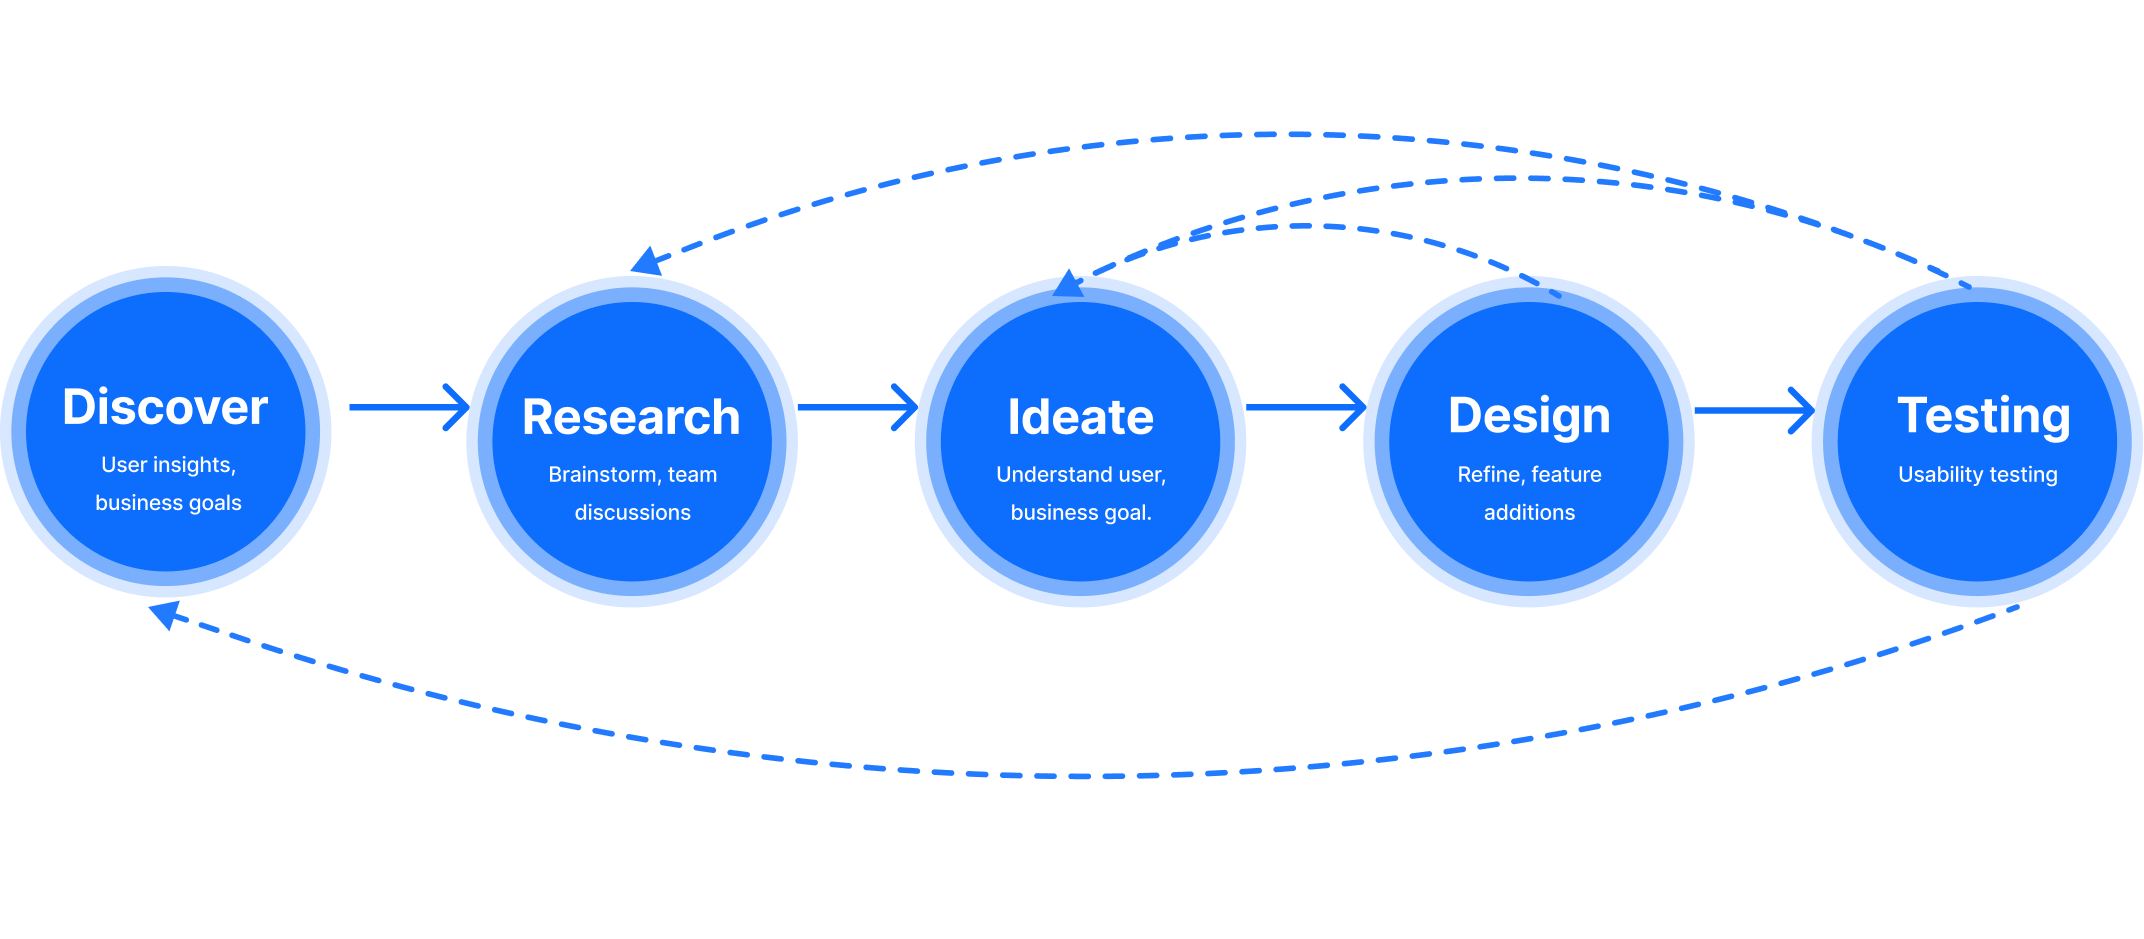 Discover
User insights,
business goals
Research
Brainstorm, team
discussions
Ideate
Understand user,
business goal.
Design
Refine, feature
additions
Testing
Usability testing